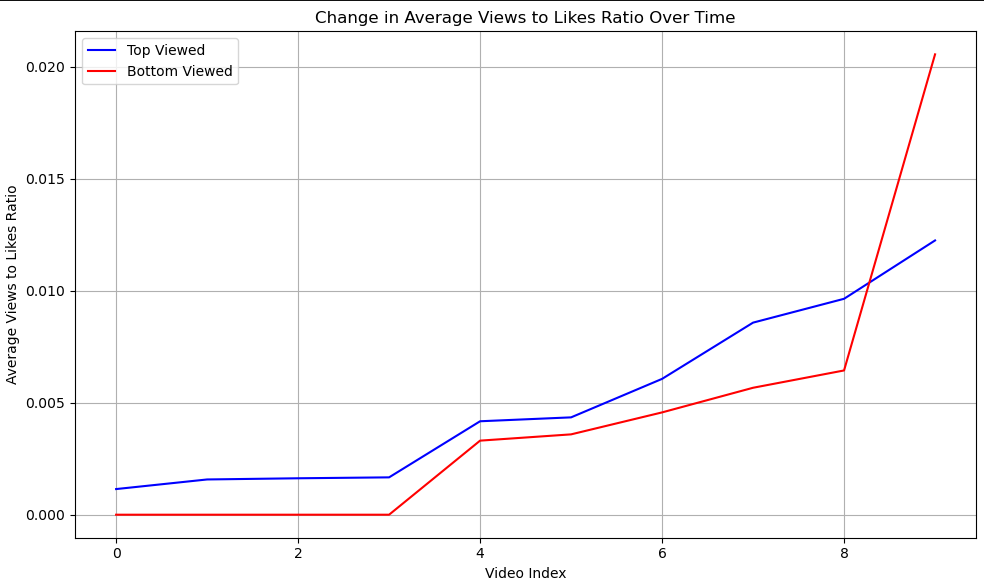 Change in Average Views to Likes Ratio Over Time
Top Viewed
Bottom Viewed
Average Views to Likes Ratio
0.020
0.015
0.010
0.005
0.000
0
2
4
6
8
Video Index